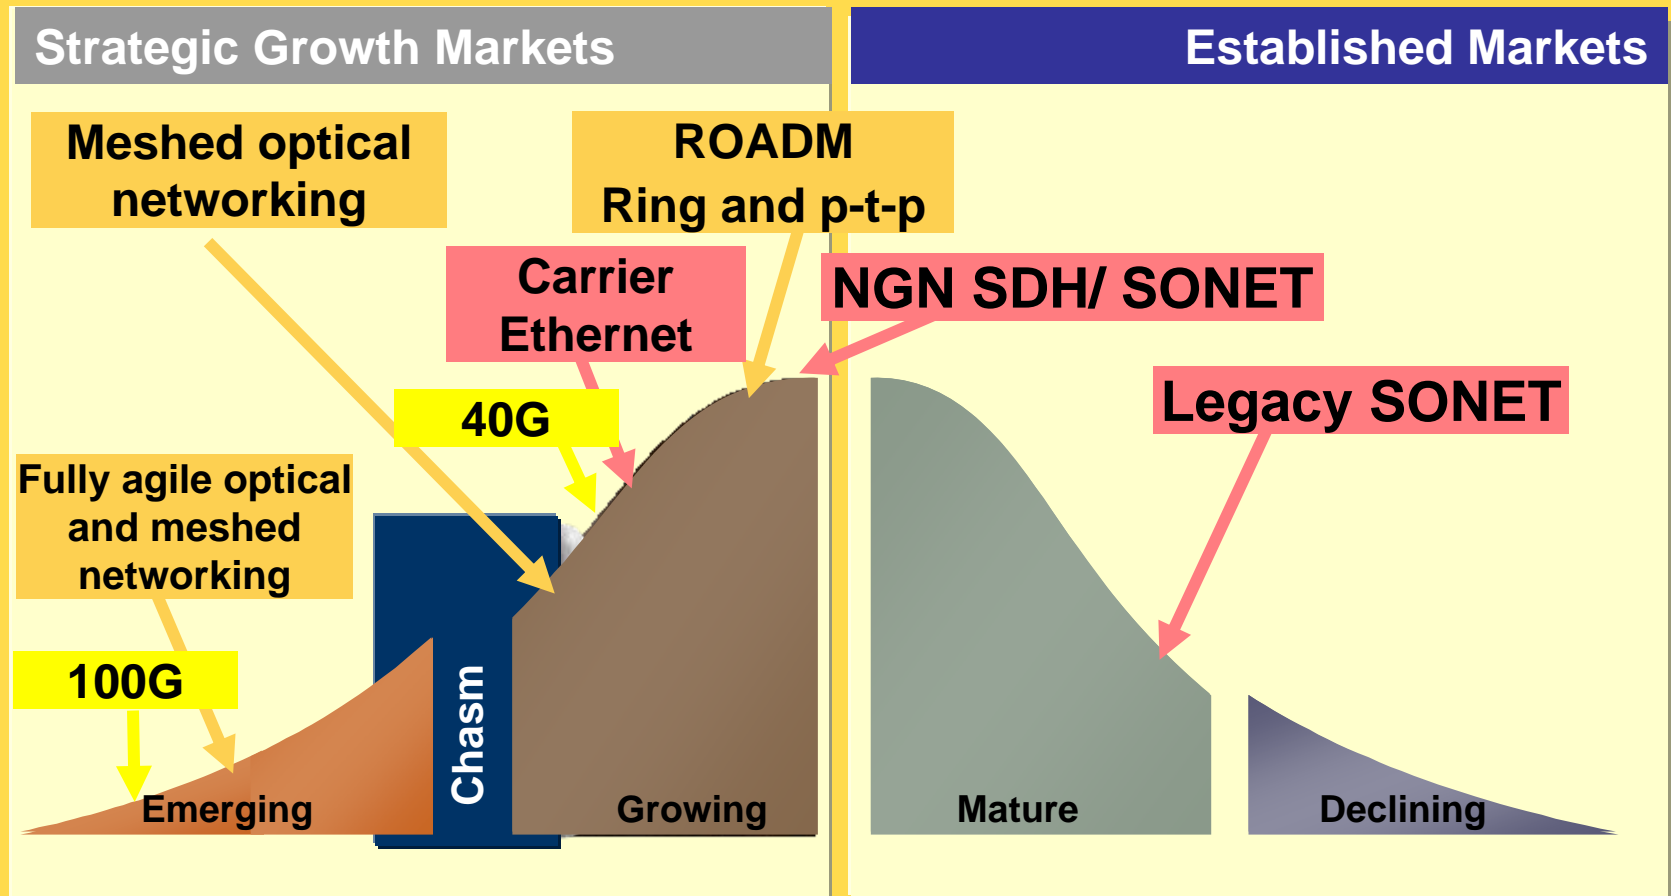 Strategic Growth Markets
Established Markets
Meshed optical
networking
ROADM
Ring and p-t-p
Carrier
Ethernet
NGN SDH/ SONET
40G
Legacy SONET
Fully agile optical
and meshed
networking
100G
Chasm
Emerging
Growing
Mature
Declining